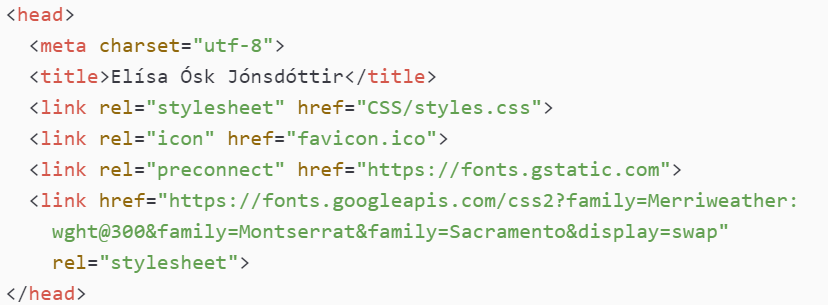 <head>
<meta charset="utf-8">
<title>Elísa Ósk Jónsdóttir</title>
<link rel="stylesheet" href="CSS/styles.css">
<link rel="icon" href="favicon.ico">
<link rel="preconnect" href="https://fonts.gstatic.com">
<link href="https://fonts.googleapis.com/css2?family=Merriweather:
wght@300&family=Montserrat&family=Sacramento&display=swap"
rel="stylesheet">
</head>